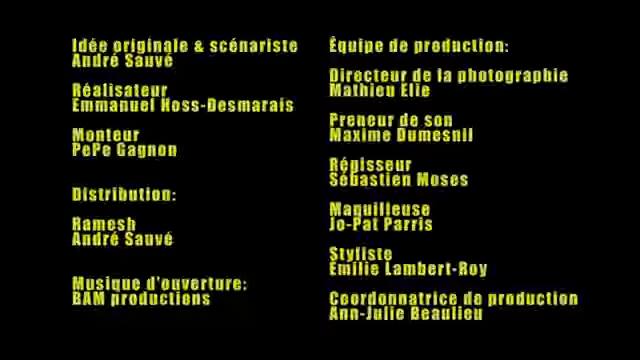 Idée originale & scénariste
André Sauvé
Réalisateur
Emmanuel Hoss-Desmarais
Monteur
PePe Gagnon
Distribution:
Ramesh
André Sauvé
Musique d'ouverture:
BAM productions
Équipe de production:
Directeur de la photographie
Mathieu Elie
Preneur de son
Maxime Dumesnil
Répisseur
Sébastien Moses
Maquilleuse
Jo-Pat Parris
Styliste
Emilie Lambert-Roy
Coordonnatrice de production
Ann-Julie Beaulieu